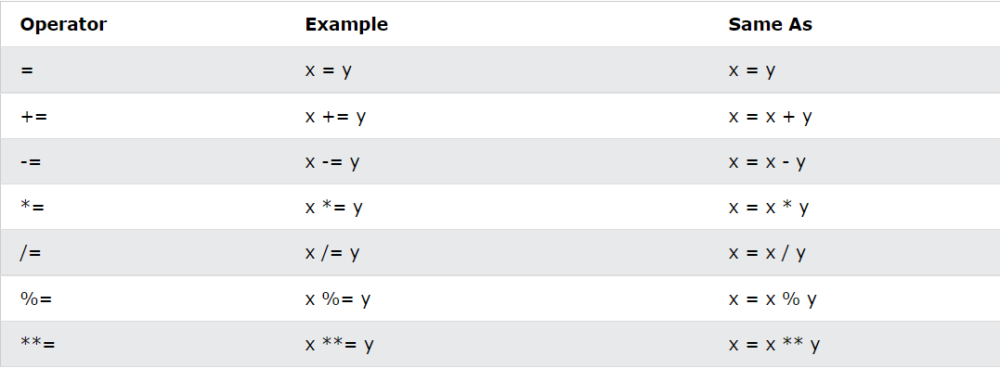 Operator Example Same As
= x = y x = y
+= x += y x = x + y
-= x -= y x = x - y
*= x *= y x = x * y
/= x /= y x = x / y
%= x %= y x = x % y
**= x **= y x = x ** y